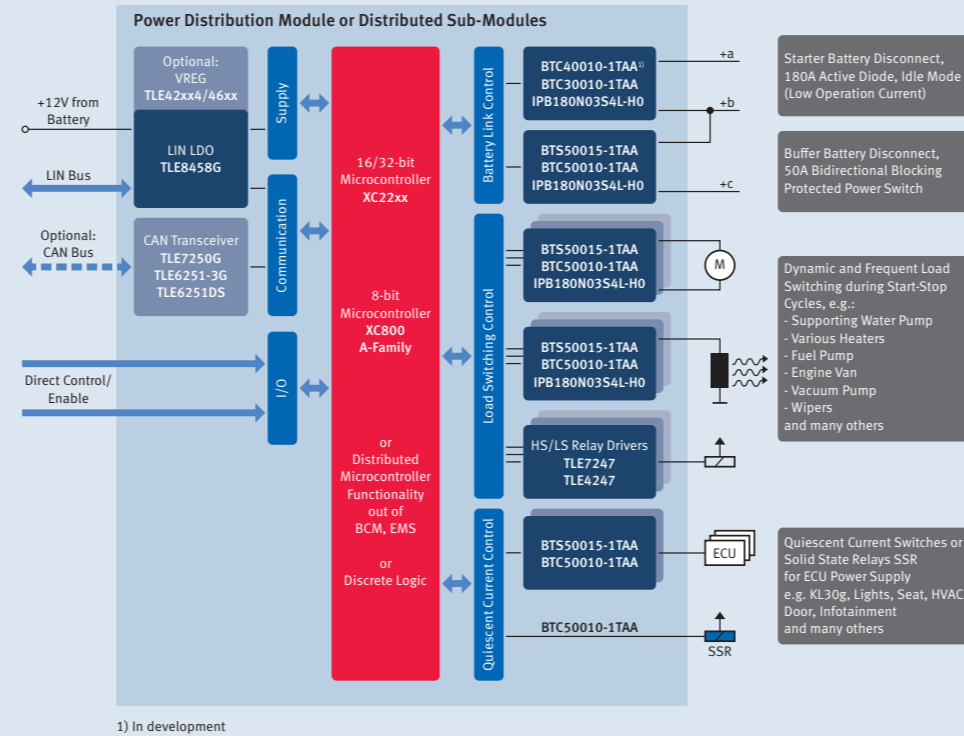 Power Distribution Module or Distributed Sub-Modules
Optional:
VREG
TLE42xx4/46xx
+12V from
Battery
LIN LDO
TLE8458G
LIN Bus
Optional:
CAN Bus
CAN Transceiver
TLE7250G
TLE6251-3G
TLE6251DS
Direct Control/
Enable
Supply
Communication
I/O
16/32-bit
Microcontroller
XC22xx
8-bit
Microcontroller
XC800
A-Family
or
Distributed
Microcontroller
Functionality
out of
BCM, EMS
or
Discrete Logic
Battery Link Control
BTC40010-1TAA1)
BTC30010-1TAA
IPB180N03S4L-H0
BTS50015-1TAA
BTC50010-1TAA
IPB180N03S4L-H0
+a
+b
+c
Load Switching Control
BTS50015-1TAA
BTC50010-1TAA
IPB180N03S4L-H0
M
BTS50015-1TAA
BTC50010-1TAA
IPB180N03S4L-H0
HS/LS Relay Drivers
TLE7247
TLE4247
Quiescent Current Control
BTS50015-1TAA
BTC50010-1TAA
ECU
BTC50010-1TAA
SSR
Starter Battery Disconnect,
180A Active Diode, Idle Mode
(Low Operation Current)
Buffer Battery Disconnect,
50A Bidirectional Blocking
Protected Power Switch
Dynamic and Frequent Load
Switching during Start-Stop
Cycles, e.g.:
- Supporting Water Pump
- Various Heaters
- Fuel Pump
- Engine Van
- Vacuum Pump
- Wipers
and many others
Quiescent Current Switches or
Solid State Relays SSR
for ECU Power Supply
e.g. KL30g, Lights, Seat, HVAC
Door, Infotainment
and many others
1) In development